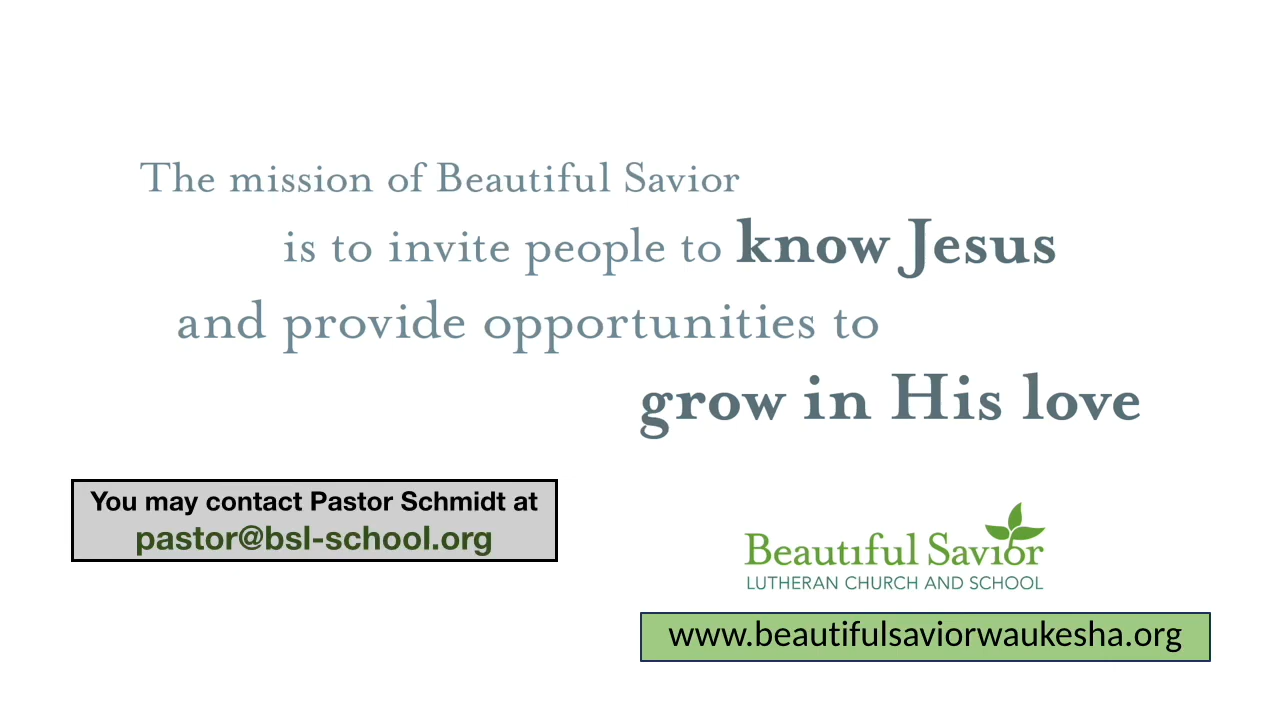 The mission of Beautiful Savior
is to invite people to know Jesus
and provide opportunities to
grow in His love
You may contact Pastor Schmidt at
pastor@bsl-school.org
Beautiful Savior
LUTHERAN CHURCH AND SCHOOL
www.beautifulsaviorwaukesha.org